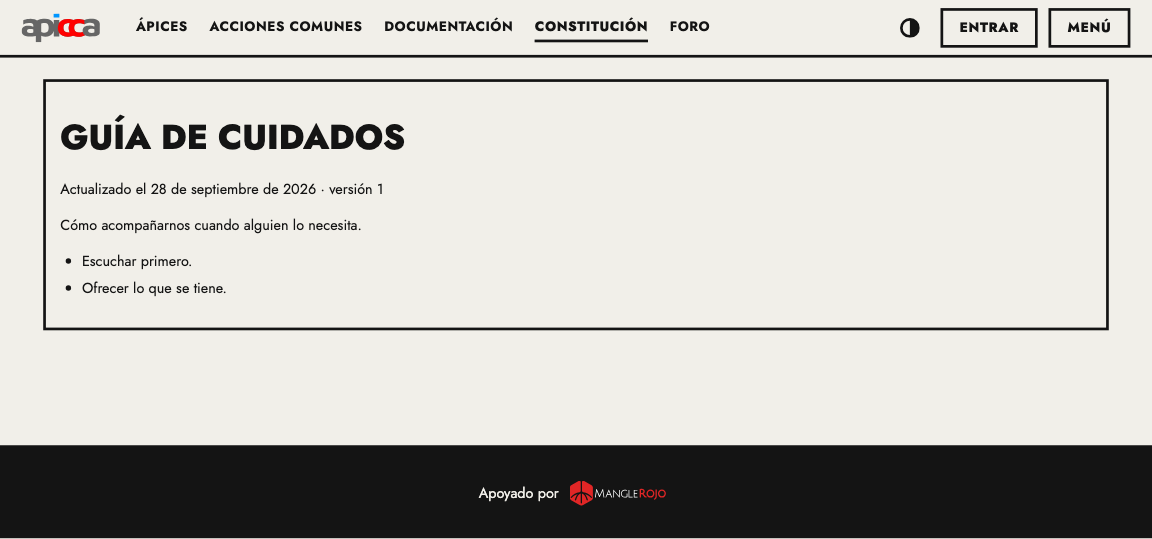 apicca
ÁPICES
ACCIONES COMUNES
DOCUMENTACIÓN
CONSTITUCIÓN
FORO
ENTRAR
MENÚ
GUÍA DE CUIDADOS
Actualizado el 28 de septiembre de 2026 · versión 1
Cómo acompañarnos cuando alguien lo necesita.
• Escuchar primero.
• Ofrecer lo que se tiene.
Apoyado por MANGLEROJO